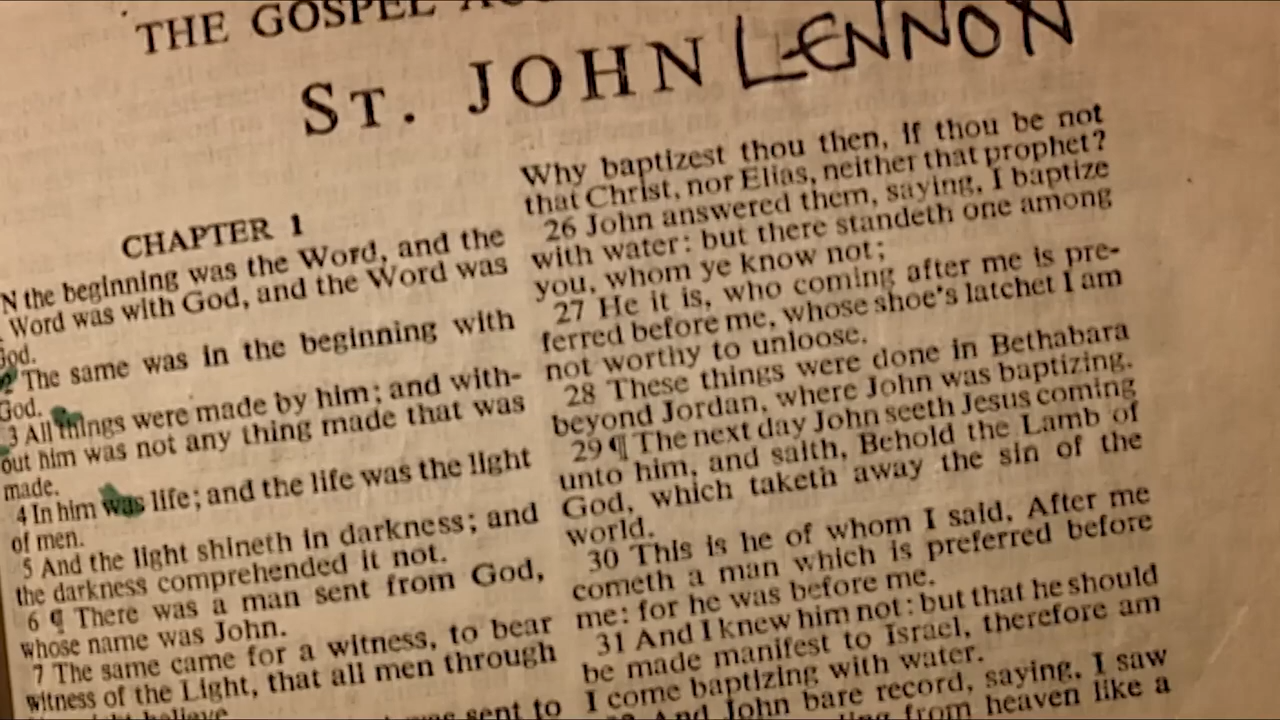 THE GOSPEL
ST. JOHN LENNON
CHAPTER 1
N the beginning was the Word, and the
Word was with God, and the Word was
God.
2 The same was in the beginning with
God.
3 All things were made by him; and with-
out him was not any thing made that was
made.
4 In him was life; and the life was the light
of men.
5 And the light shineth in darkness; and
the darkness comprehended it not.
6 ¶ There was a man sent from God,
whose name was John.
7 The same came for a witness, to bear
witness of the Light, that all men through
believe.
was sent to
Why baptizest thou then, if thou be not
that Christ, nor Elias, neither that prophet?
26 John answered them, saying, I baptize
with water: but there standeth one among
you, whom ye know not;
27 He it is, who coming after me is pre-
ferred before me, whose shoe's latchet I am
not worthy to unloose.
28 These things were done in Bethabara
beyond Jordan, where John was baptizing.
29 ¶ The next day John seeth Jesus coming
unto him, and saith, Behold the Lamb of
God, which taketh away the sin of the
world.
30 This is he of whom I said, After me
cometh a man which is preferred before
me: for he was before me.
31 And I knew him not: but that he should
be made manifest to Israel, therefore am
I come baptizing with water.
And John bare record, saying, I saw
from heaven like a